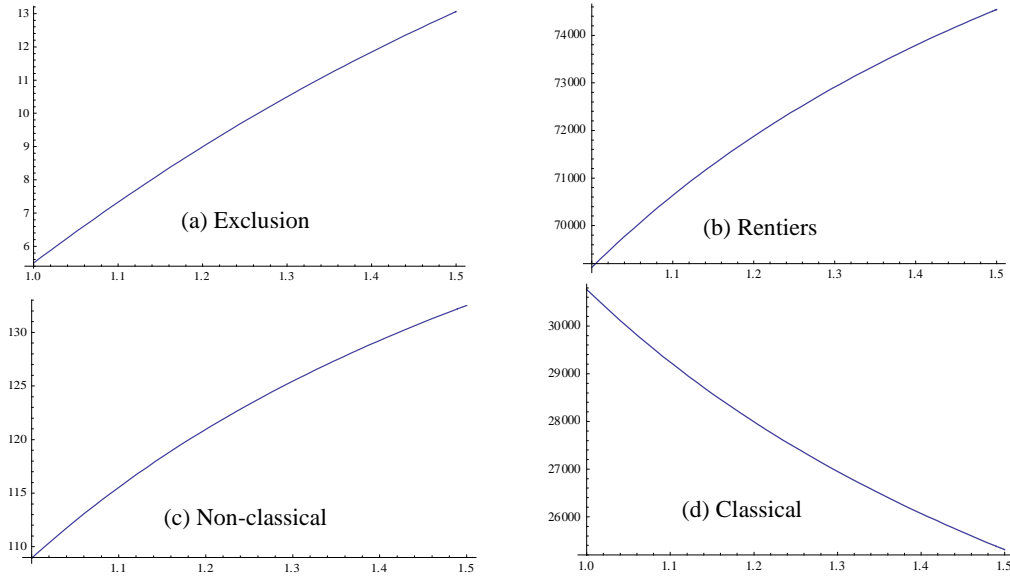 13
12
11
10
9
8
7
6
1.0 1.1 1.2 1.3 1.4 1.5
(a) Exclusion
74000
73000
72000
71000
70000
1.1 1.2 1.3 1.4 1.5
(b) Rentiers
130
125
120
115
110
1.1 1.2 1.3 1.4 1.5
(c) Non-classical
30000
29000
28000
27000
26000
1.0 1.1 1.2 1.3 1.4 1.5
(d) Classical